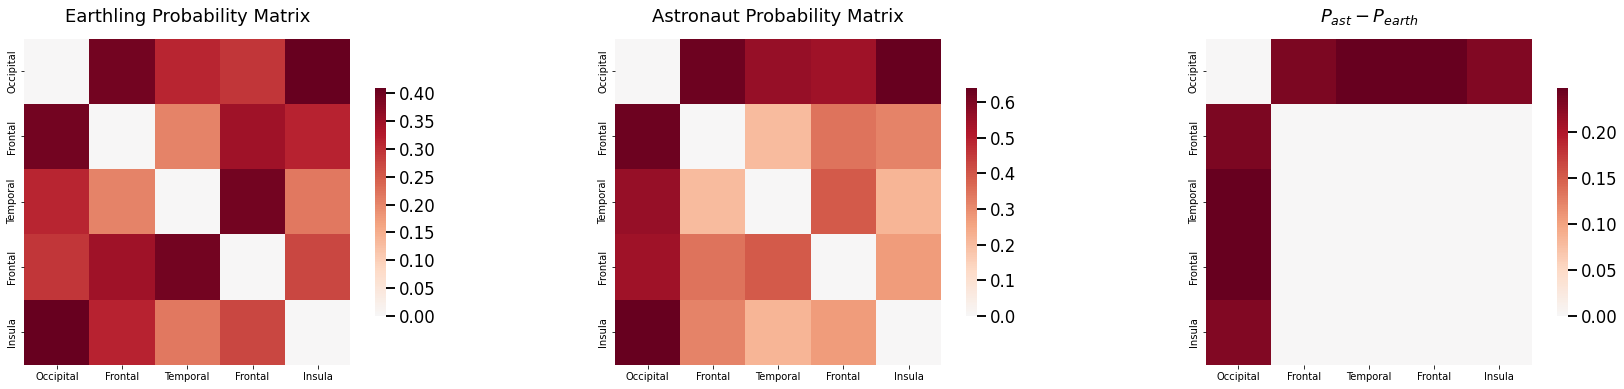 Earthling Probability Matrix
Occipital
Frontal
Temporal
Frontal
Insula
Occipital Frontal Temporal Frontal Insula
0.40
0.35
0.30
0.25
0.20
0.15
0.10
0.05
0.00
Astronaut Probability Matrix
Occipital
Frontal
Temporal
Frontal
Insula
Occipital Frontal Temporal Frontal Insula
0.6
0.5
0.4
0.3
0.2
0.1
0.0
P_ast − P_earth
Occipital
Frontal
Temporal
Frontal
Insula
Occipital Frontal Temporal Frontal Insula
0.20
0.15
0.10
0.05
0.00